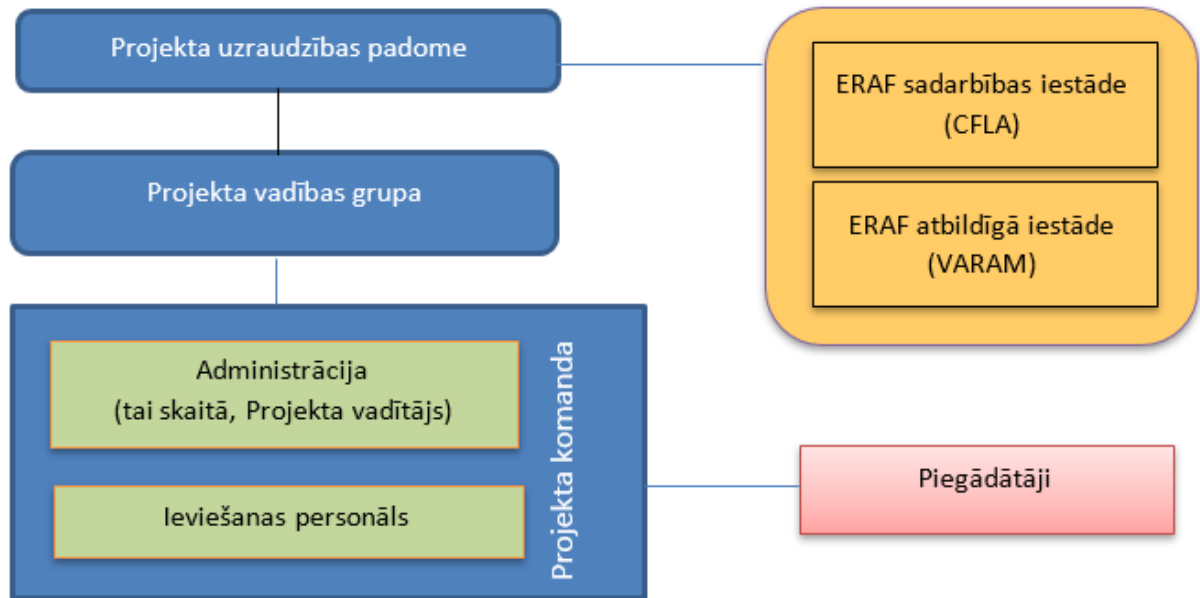 Projekta uzraudzības padome
ERAF sadarbības iestāde
(CFLA)
ERAF atbildīgā iestāde
(VARAM)
Projekta vadības grupa
Administrācija
(tai skaitā, Projekta vadītājs)
Ieviešanas personāls
Projekta komanda
Piegādātāji